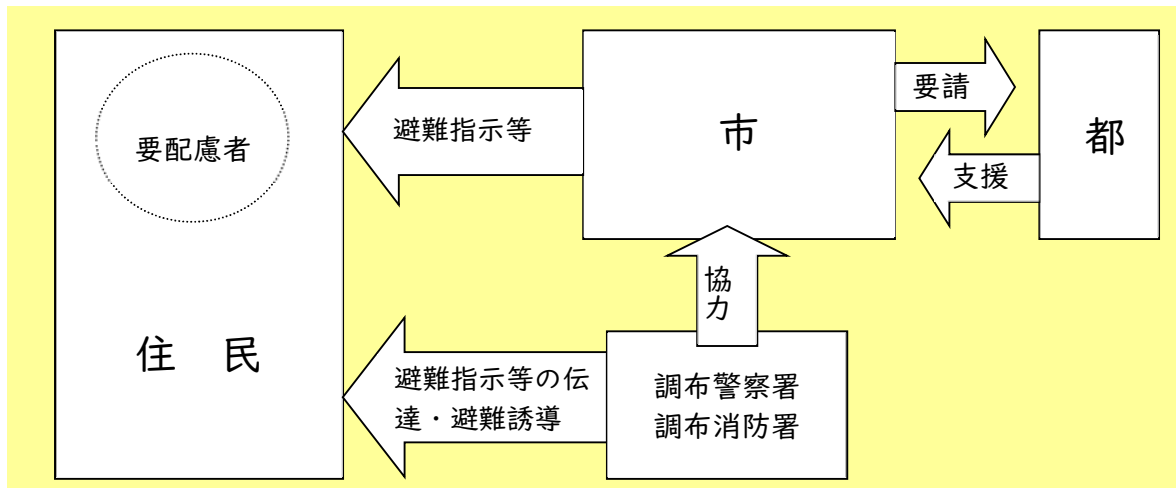 要配慮者
住　民
避難指示等
市
要請
支援
都
協
力
避難指示等の伝
達・避難誘導
調布警察署
調布消防署